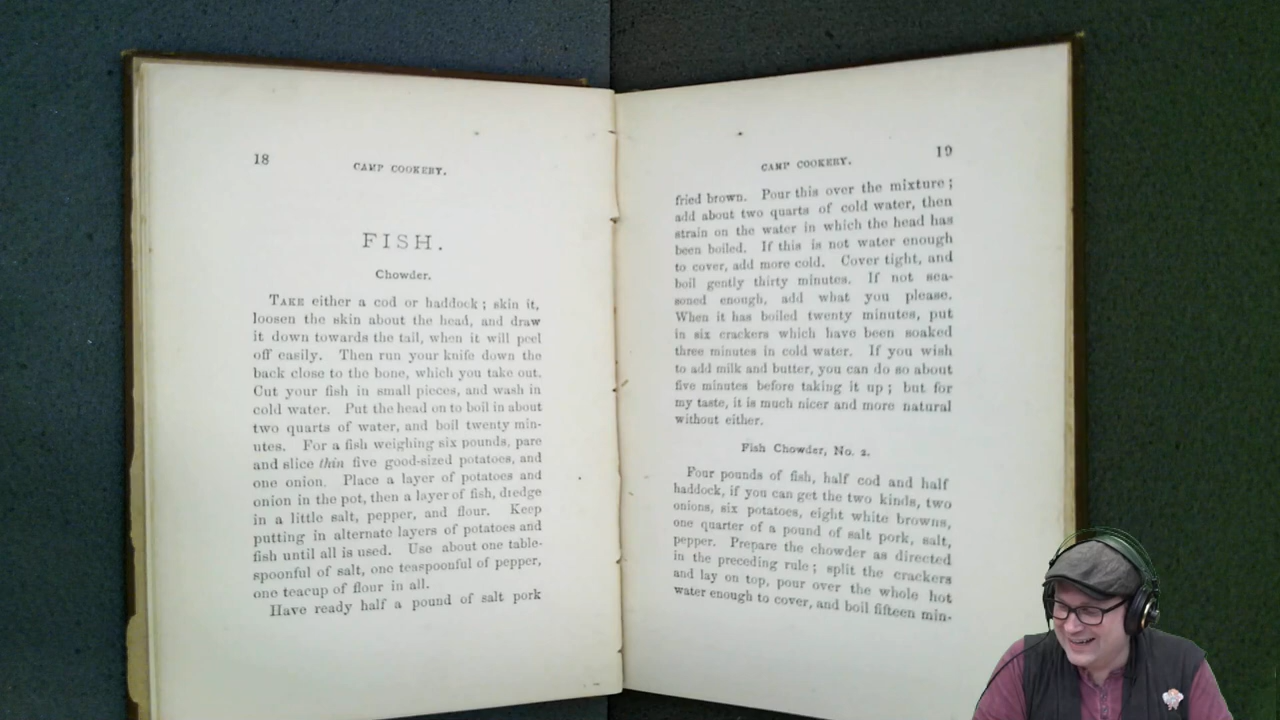 18
CAMP COOKERY.
FISH.
Chowder.
TAKE either a cod or haddock; skin it,
loosen the skin about the head, and draw
it down towards the tail, when it will peel
off easily. Then run your knife down the
back close to the bone, which you take out.
Cut your fish in small pieces, and wash in
cold water. Put the head on to boil in about
two quarts of water, and boil twenty min-
utes. For a fish weighing six pounds, pare
and slice thin five good-sized potatoes, and
one onion. Place a layer of potatoes and
onion in the pot, then a layer of fish, dredge
in a little salt, pepper, and flour. Keep
putting in alternate layers of potatoes and
fish until all is used. Use about one table-
spoonful of salt, one teaspoonful of pepper,
one teacup of flour in all.
Have ready half a pound of salt pork
CAMP COOKERY.
19
fried brown. Pour this over the mixture;
add about two quarts of cold water, then
strain on the water in which the head has
been boiled. If this is not water enough
to cover, add more cold. Cover tight, and
boil gently thirty minutes. If not sea-
soned enough, add what you please.
When it has boiled twenty minutes, put
in six crackers which have been soaked
three minutes in cold water. If you wish
to add milk and butter, you can do so about
five minutes before taking it up; but for
my taste, it is much nicer and more natural
without either.
Fish Chowder, No. 2.
Four pounds of fish, half cod and half
haddock, if you can get the two kinds, two
onions, six potatoes, eight white browns,
one quarter of a pound of salt pork, salt,
pepper. Prepare the chowder as directed
in the preceding rule; split the crackers
and lay on top, pour over the whole hot
water enough to cover, and boil fifteen min-